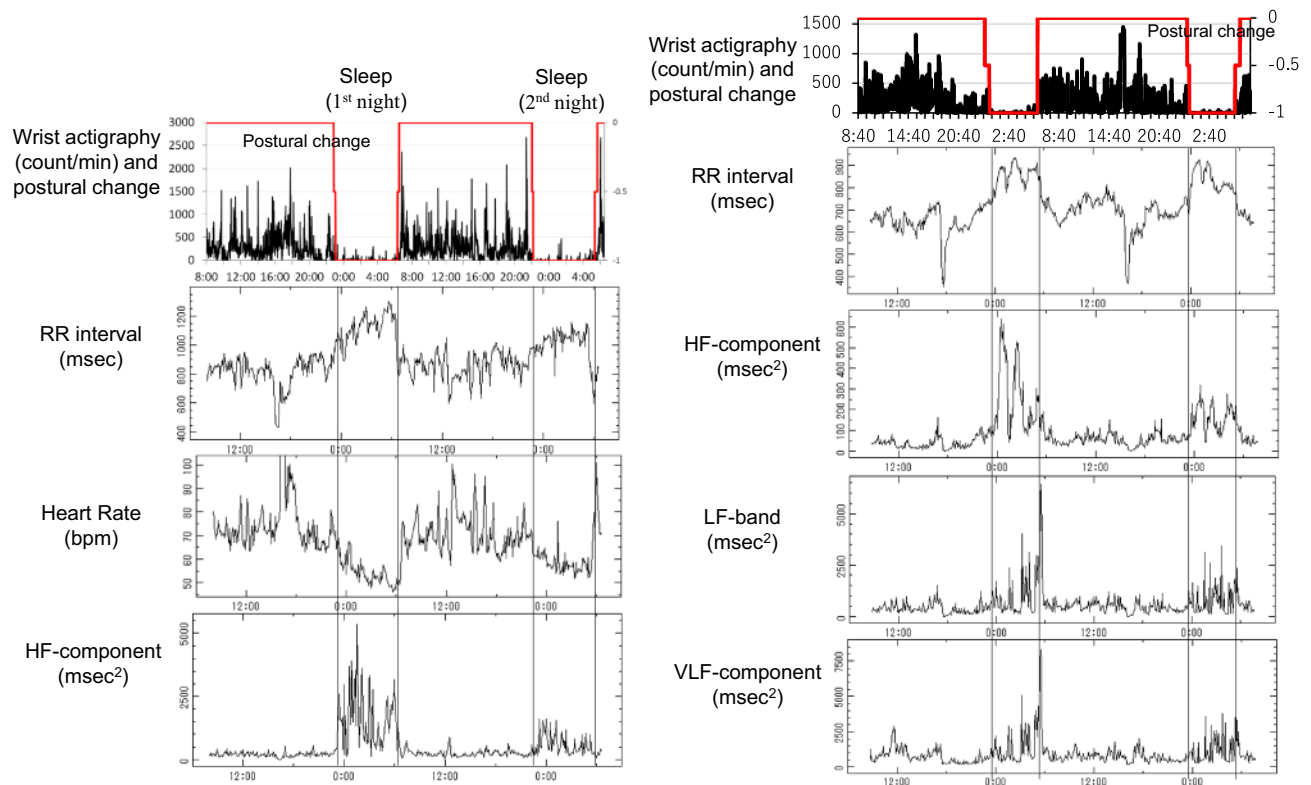 Sleep
(1st night)
Sleep
(2nd night)
Wrist actigraphy
(count/min) and
postural change
3000
2500
2000
1500
1000
500
0
Postural change
0
-0.5
-1
8:00 12:00 16:00 20:00 0:00 4:00 8:00 12:00 16:00 20:00 0:00 4:00
RR interval
(msec)
1200
1000
800
600
400
12:00 0:00 12:00 0:00
Heart Rate
(bpm)
100
90
80
70
60
50
12:00 0:00 12:00 0:00
HF-component
(msec2)
5000
2500
0
12:00 0:00 12:00 0:00
Wrist actigraphy
(count/min) and
postural change
1500
1000
500
0
Postural change
0
-0.5
-1
8:40 14:40 20:40 2:40 8:40 14:40 20:40 2:40
RR interval
(msec)
900
800
700
600
500
400
12:00 0:00 12:00 0:00
HF-component
(msec2)
600
500
400
300
200
100
0
12:00 0:00 12:00 0:00
LF-band
(msec2)
5000
2500
0
12:00 0:00 12:00 0:00
VLF-component
(msec2)
7500
5000
2500
0
12:00 0:00 12:00 0:00